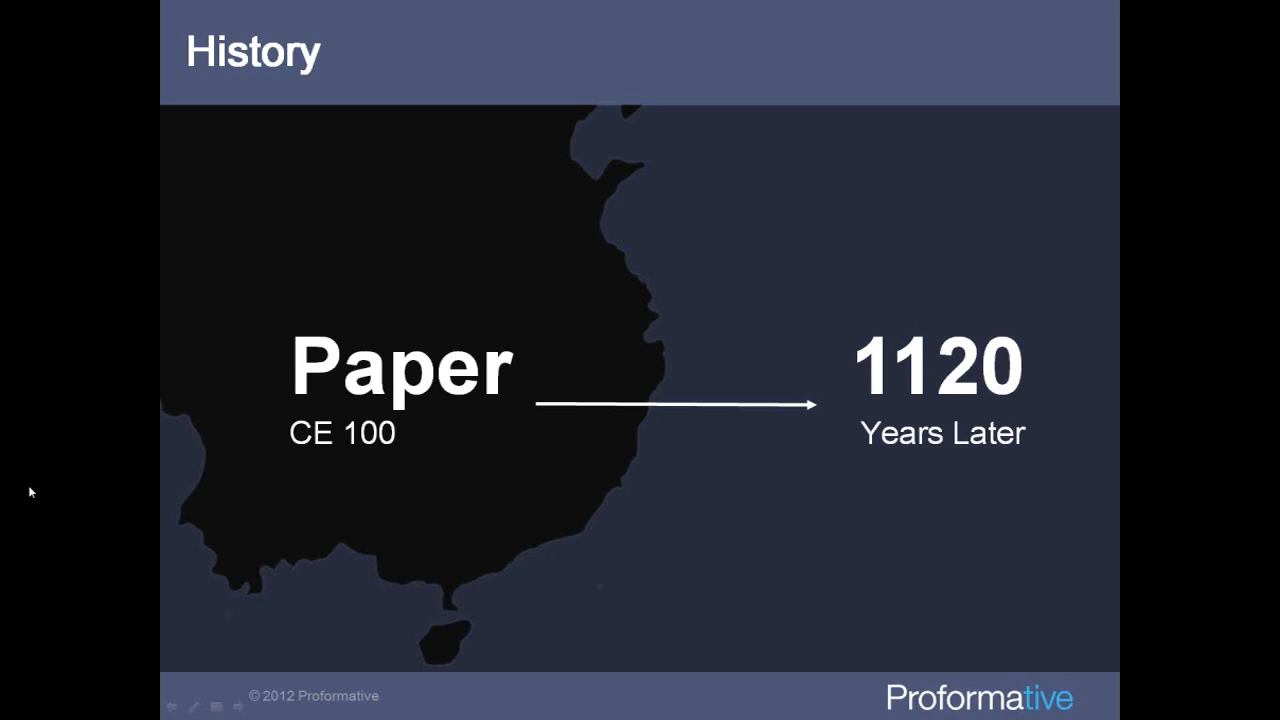 History
Paper
CE 100
1120
Years Later
© 2012 Proformative
Proformative